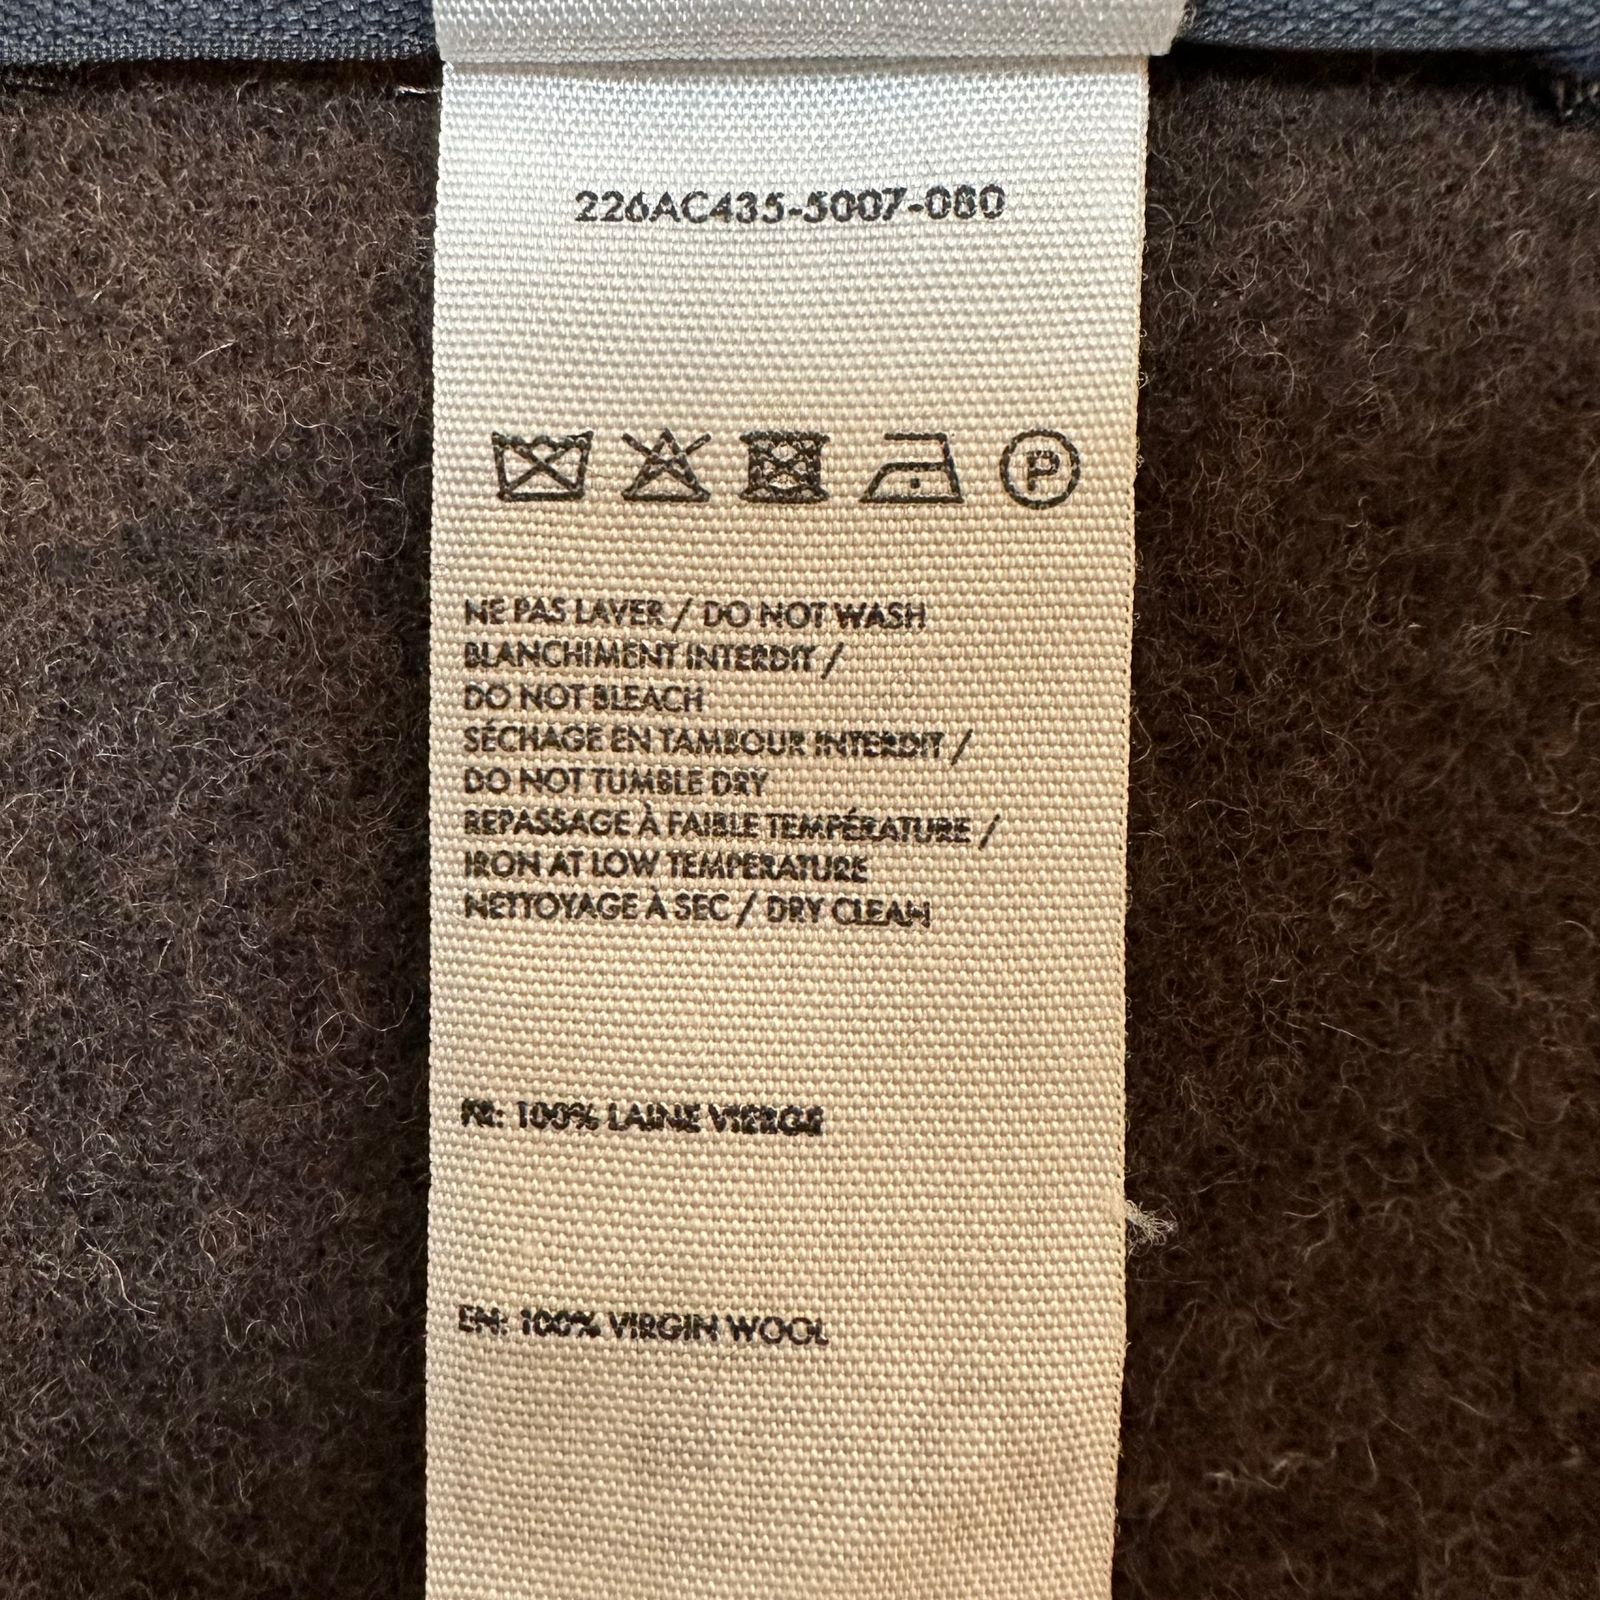 226AC435-5007-080
P
NE PAS LAVER / DO NOT WASH
BLANCHIMENT INTERDIT /
DO NOT BLEACH
SÉCHAGE EN TAMBOUR INTERDIT /
DO NOT TUMBLE DRY
REPASSAGE À FAIBLE TEMPÉRATURE /
IRON AT LOW TEMPERATURE
NETTOYAGE À SEC / DRY CLEAN
FR: 100% LAINE VIERGE
EN: 100% VIRGIN WOOL